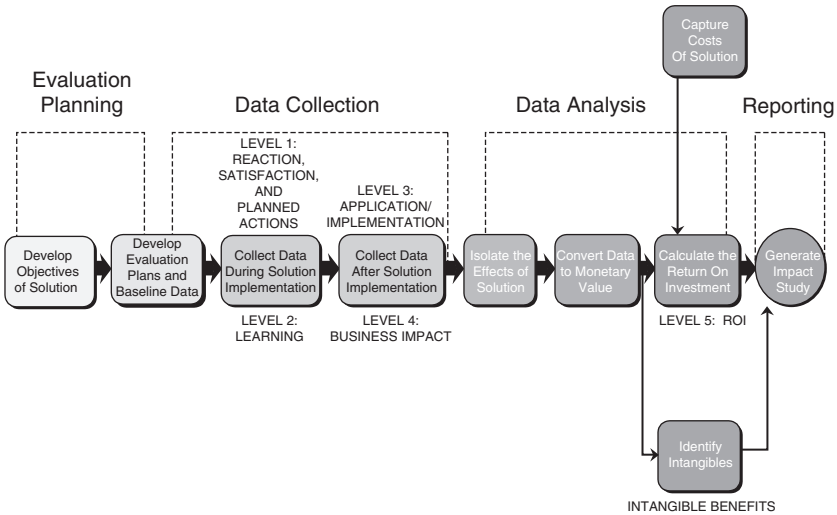 Capture
Costs
Of Solution
Evaluation
Planning
Data Collection
Data Analysis
Reporting
LEVEL 1:
REACTION,
SATISFACTION,
AND
PLANNED
ACTIONS
LEVEL 3:
APPLICATION/
IMPLEMENTATION
Develop
Objectives
of Solution
Develop
Evaluation
Plans and
Baseline Data
Collect Data
During Solution
Implementation
Collect Data
After Solution
Implementation
Isolate the
Effects of
Solution
Convert Data
to Monetary
Value
Calculate the
Return On
Investment
Generate
Impact
Study
LEVEL 2:
LEARNING
LEVEL 4:
BUSINESS IMPACT
LEVEL 5: ROI
Identify
Intangibles
INTANGIBLE BENEFITS